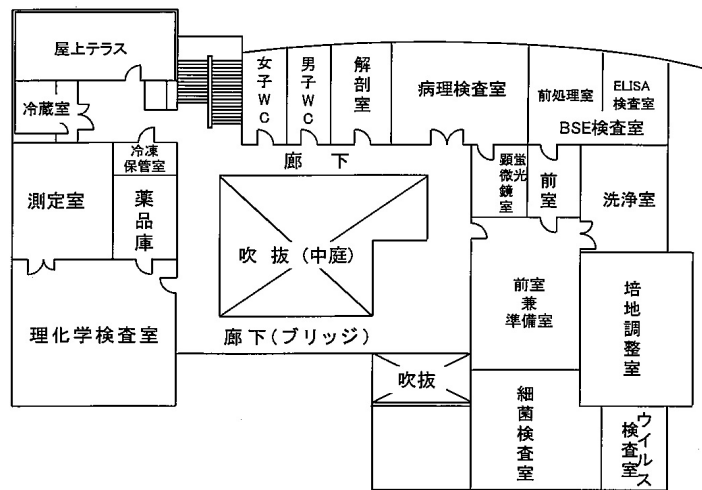 屋上テラス
冷蔵室
女子WC
男子WC
解剖室
病理検査室
前処理室
ELISA
検査室
BSE検査室
冷凍
保管室
廊下
蛍光
顕微鏡室
前室
洗浄室
測定室
薬品庫
吹抜(中庭)
前室
兼
準備室
培地調整室
理化学検査室
廊下(ブリッジ)
吹抜
細菌検査室
ウイルス
検査室